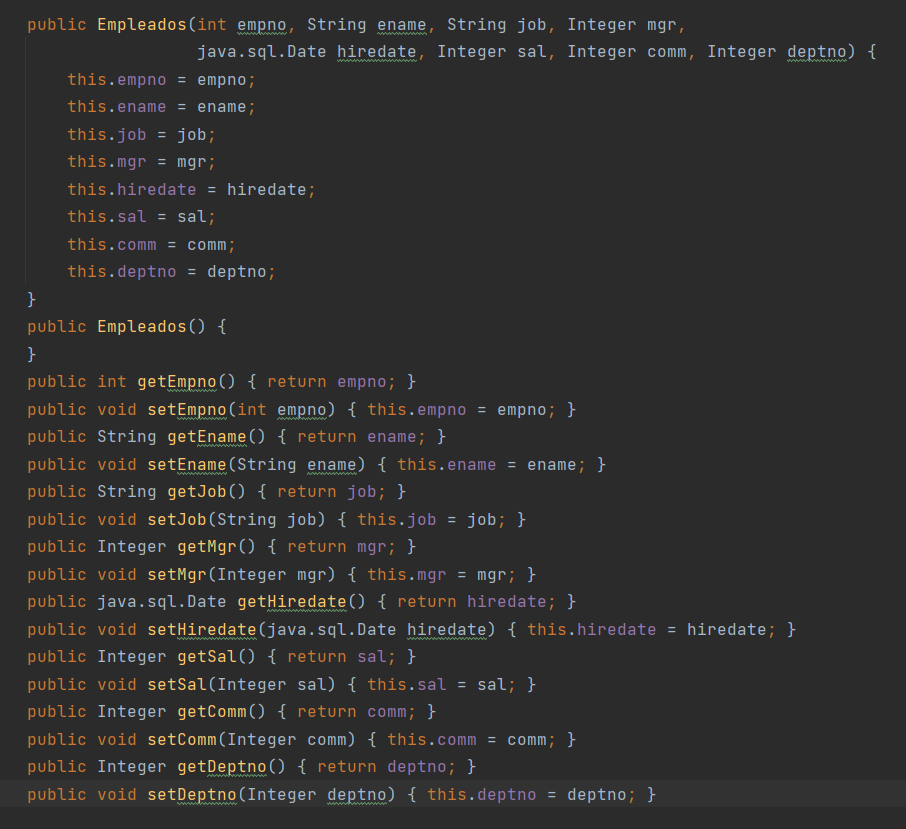 public Empleados(int empno, String ename, String job, Integer mgr,
java.sql.Date hiredate, Integer sal, Integer comm, Integer deptno) {
this.empno = empno;
this.ename = ename;
this.job = job;
this.mgr = mgr;
this.hiredate = hiredate;
this.sal = sal;
this.comm = comm;
this.deptno = deptno;
}
public Empleados() {
}
public int getEmpno() { return empno; }
public void setEmpno(int empno) { this.empno = empno; }
public String getEname() { return ename; }
public void setEname(String ename) { this.ename = ename; }
public String getJob() { return job; }
public void setJob(String job) { this.job = job; }
public Integer getMgr() { return mgr; }
public void setMgr(Integer mgr) { this.mgr = mgr; }
public java.sql.Date getHiredate() { return hiredate; }
public void setHiredate(java.sql.Date hiredate) { this.hiredate = hiredate; }
public Integer getSal() { return sal; }
public void setSal(Integer sal) { this.sal = sal; }
public Integer getComm() { return comm; }
public void setComm(Integer comm) { this.comm = comm; }
public Integer getDeptno() { return deptno; }
public void setDeptno(Integer deptno) { this.deptno = deptno; }